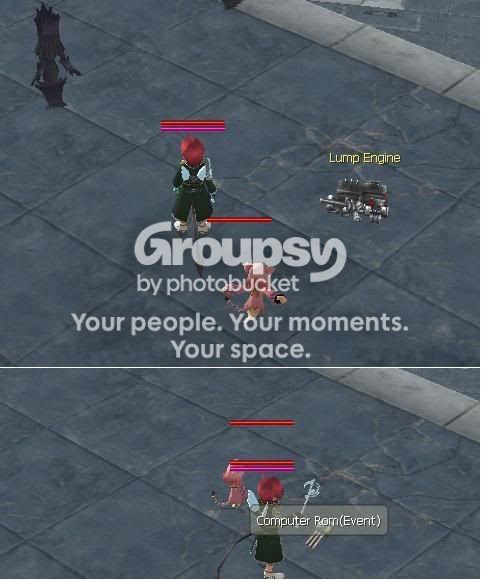 Lump Engine
Groupsy
by photobucket
Your people. Your moments.
Your space.
Computer Rom(Event)